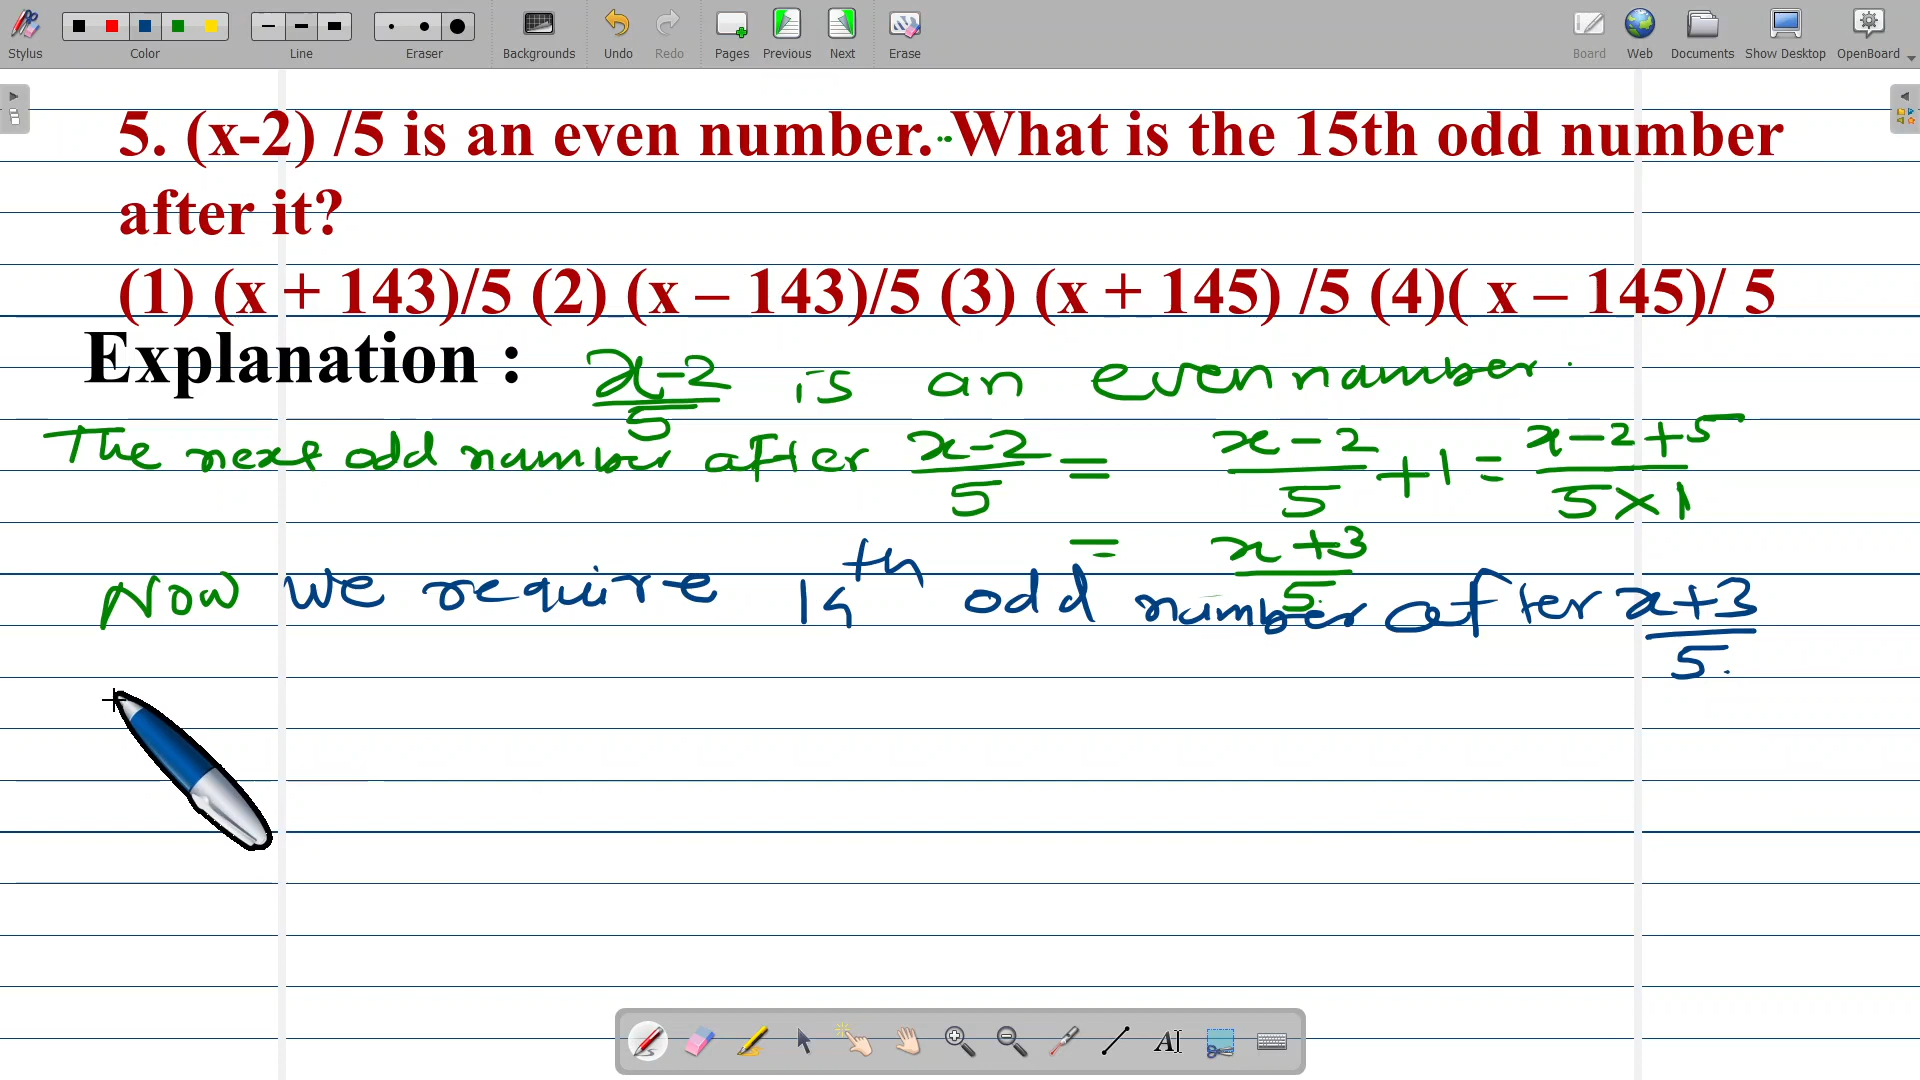 Stylus Color Line Eraser Backgrounds Undo Redo Pages Previous Next Erase Board Web Documents Show Desktop OpenBoard
5. (x-2) /5 is an even number. What is the 15th odd number
after it?
(1) (x + 143)/5 (2) (x – 143)/5 (3) (x + 145) /5 (4)( x – 145)/ 5
Explanation : x-2/5 is an even number.
The next odd number after x-2/5 = x-2/5 + 1 = x-2+5/5×1
= x+3/5.
Now we require 14th odd number after x+3/5.